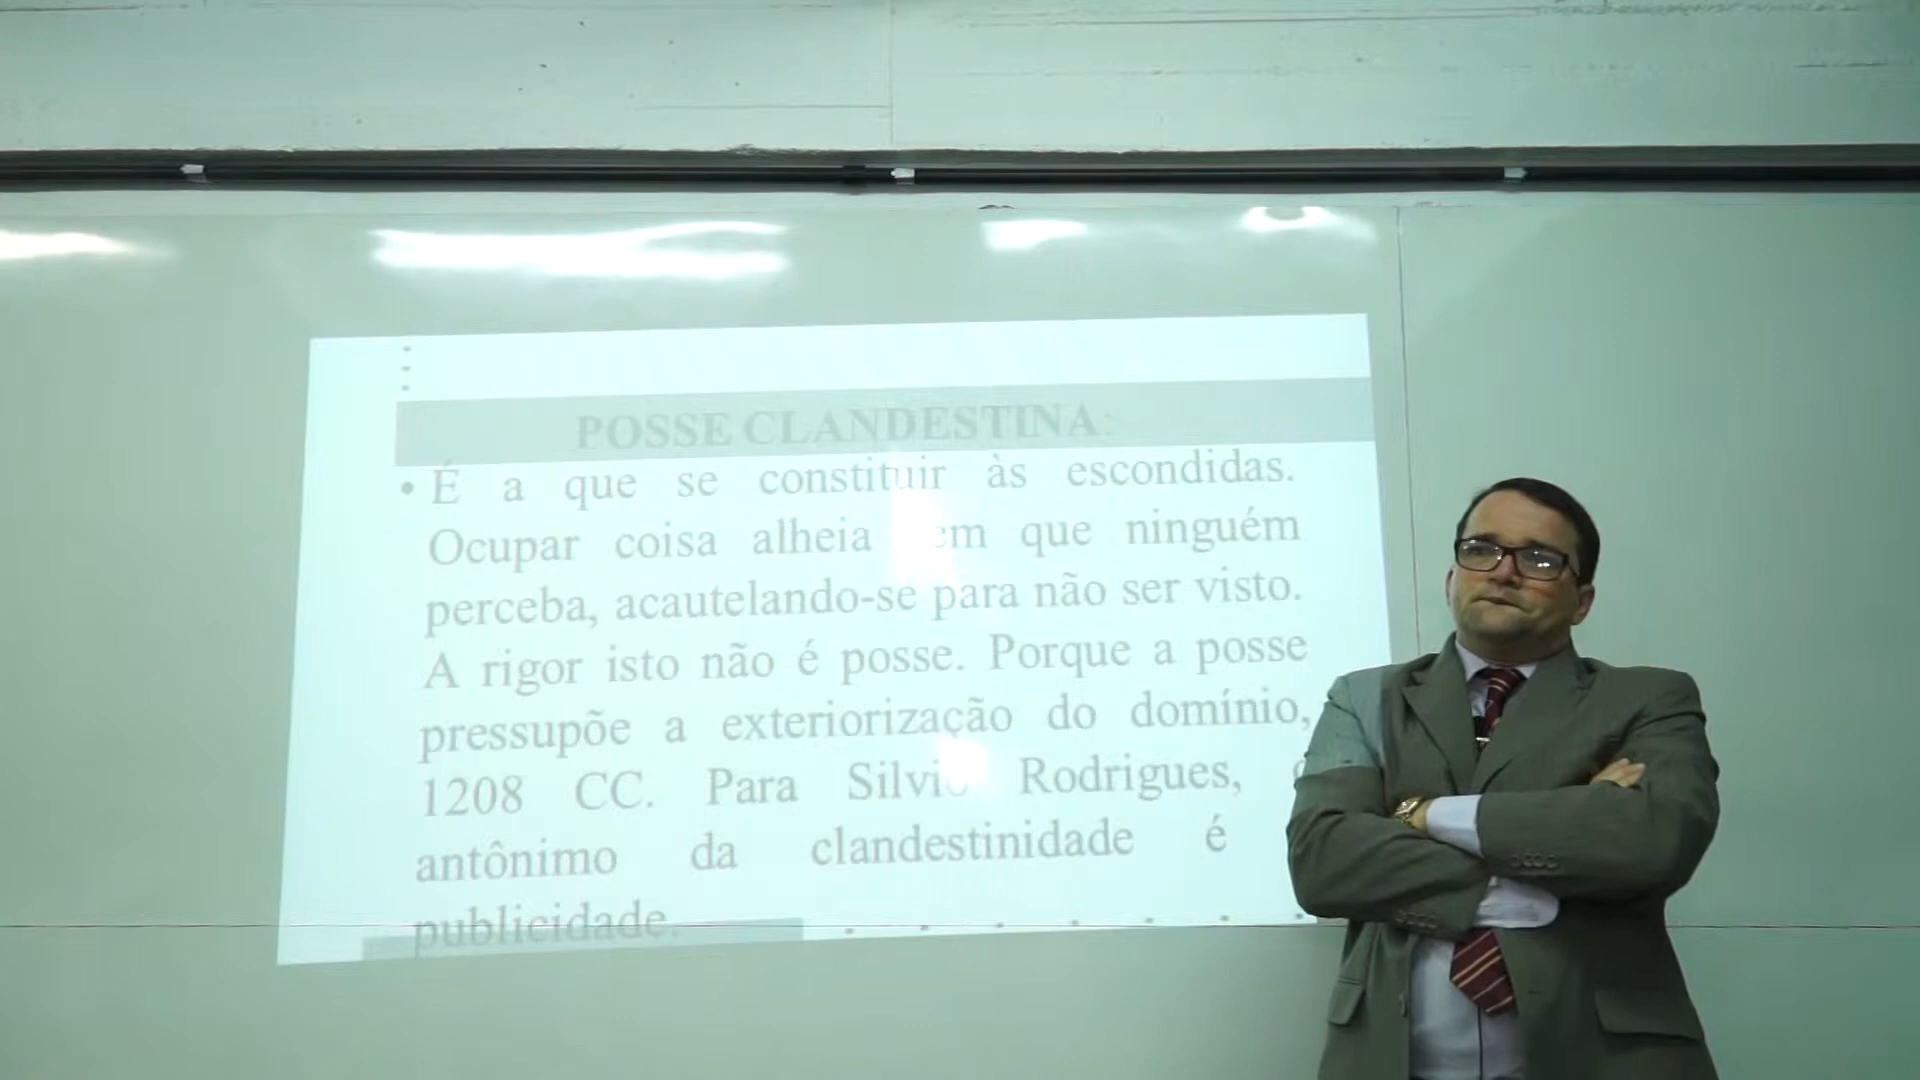 POSSE CLANDESTINA:
• É a que se constituir às escondidas.
Ocupar coisa alheia que ninguém
perceba, acautelando-se para não ser visto.
A rigor isto não é posse. Porque a posse
pressupõe a exteriorização do domínio,
1208 CC. Para Silvio Rodrigues,
antônimo da clandestinidade é
publicidade.